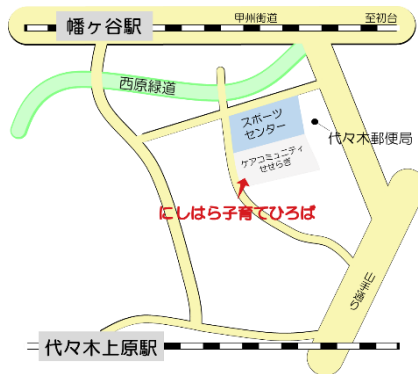 幡ヶ谷駅
甲州街道
至初台
西原緑道
スポーツ
センター
代々木郵便局
ケアコミュニティ
せせらぎ
にしはら子育てひろば
山手通り
代々木上原駅